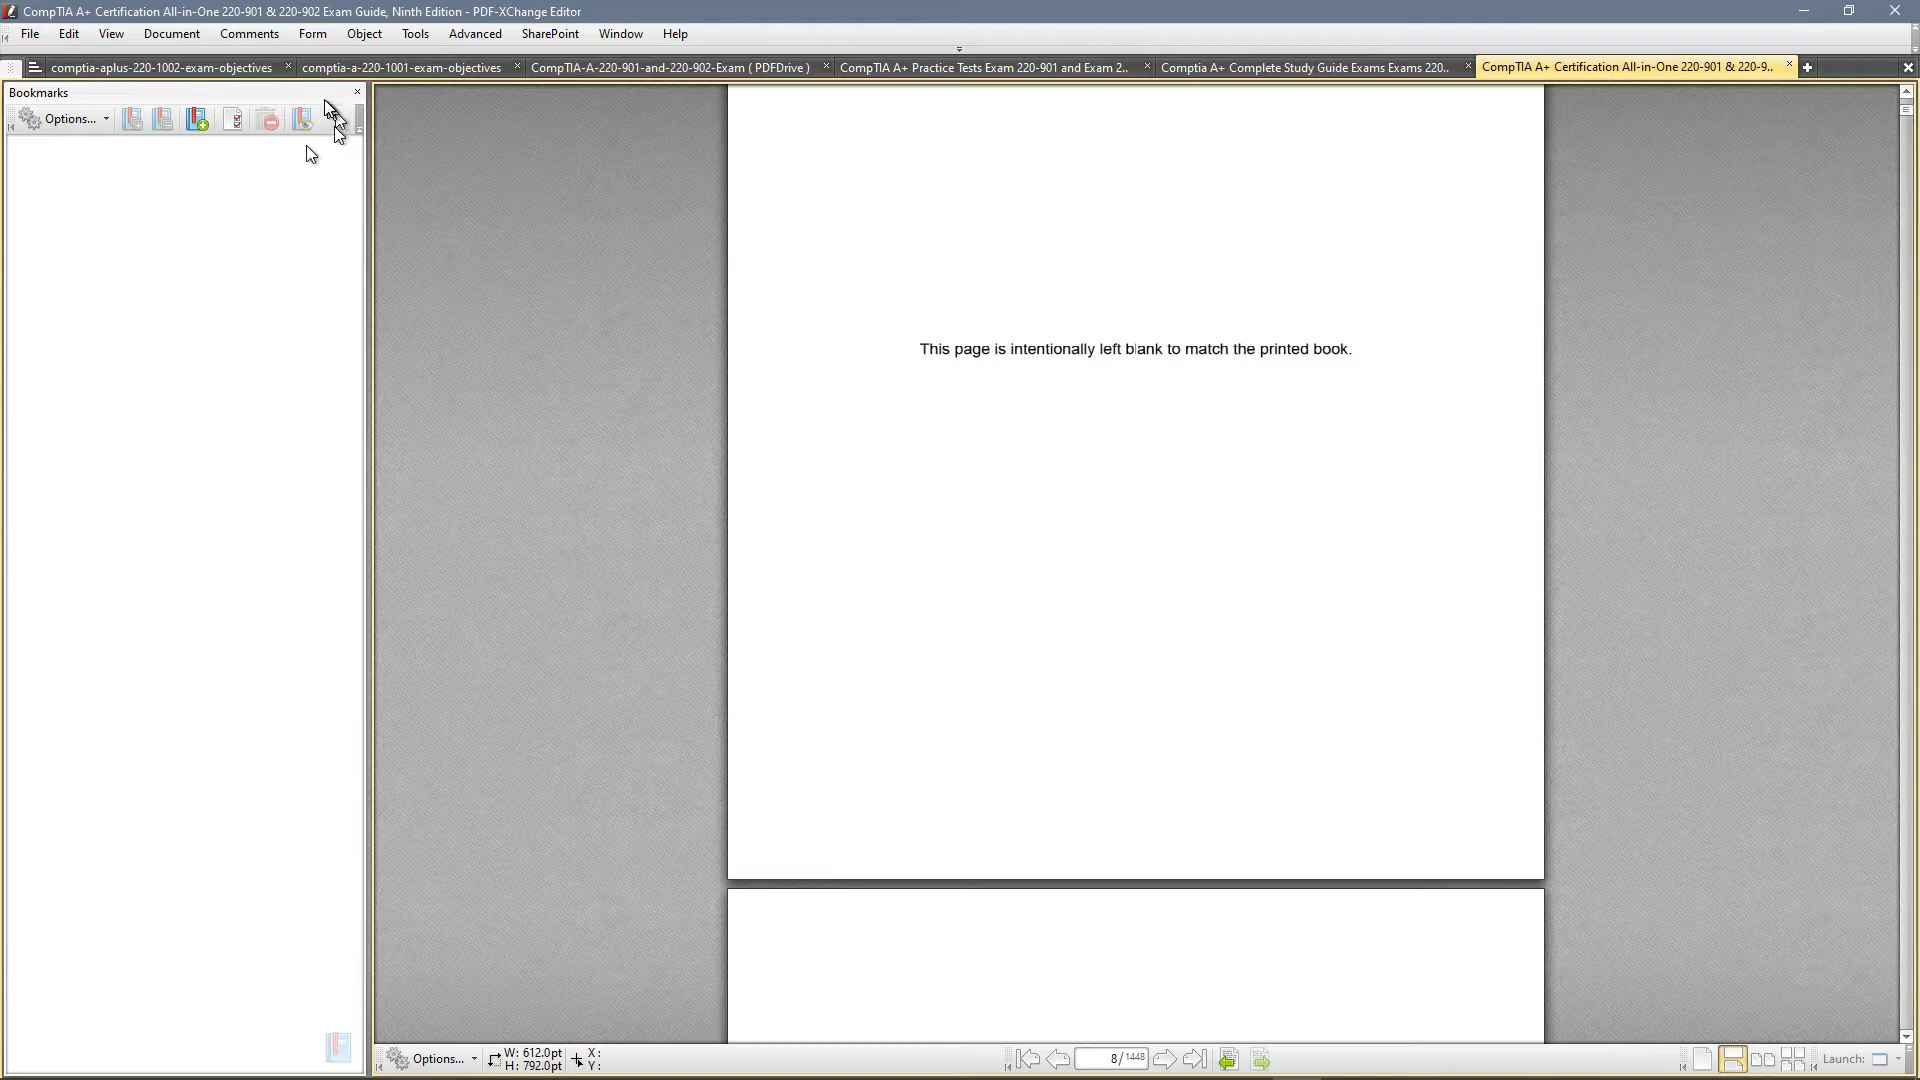 CompTIA A+ Certification All-in-One 220-901 & 220-902 Exam Guide, Ninth Edition - PDF-XChange Editor
File Edit View Document Comments Form Object Tools Advanced SharePoint Window Help
comptia-aplus-220-1002-exam-objectives comptia-a-220-1001-exam-objectives CompTIA-A-220-901-and-220-902-Exam ( PDFDrive ) CompTIA A+ Practice Tests Exam 220-901 and Exam 2.. Comptia A+ Complete Study Guide Exams Exams 220.. CompTIA A+ Certification All-in-One 220-901 & 220-9..
Bookmarks
Options...
This page is intentionally left blank to match the printed book.
Options... W: 612.0pt X: 8 / 1448 Launch:
H: 792.0pt Y: